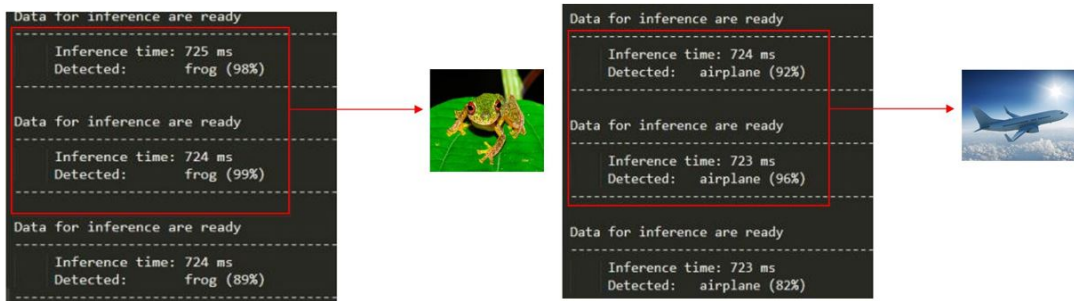 Data for inference are ready
Inference time: 725 ms
Detected: frog (98%)
Data for inference are ready
Inference time: 724 ms
Detected: frog (99%)
Data for inference are ready
Inference time: 724 ms
Detected: frog (89%)
Data for inference are ready
Inference time: 724 ms
Detected: airplane (92%)
Data for inference are ready
Inference time: 723 ms
Detected: airplane (96%)
Data for inference are ready
Inference time: 723 ms
Detected: airplane (82%)